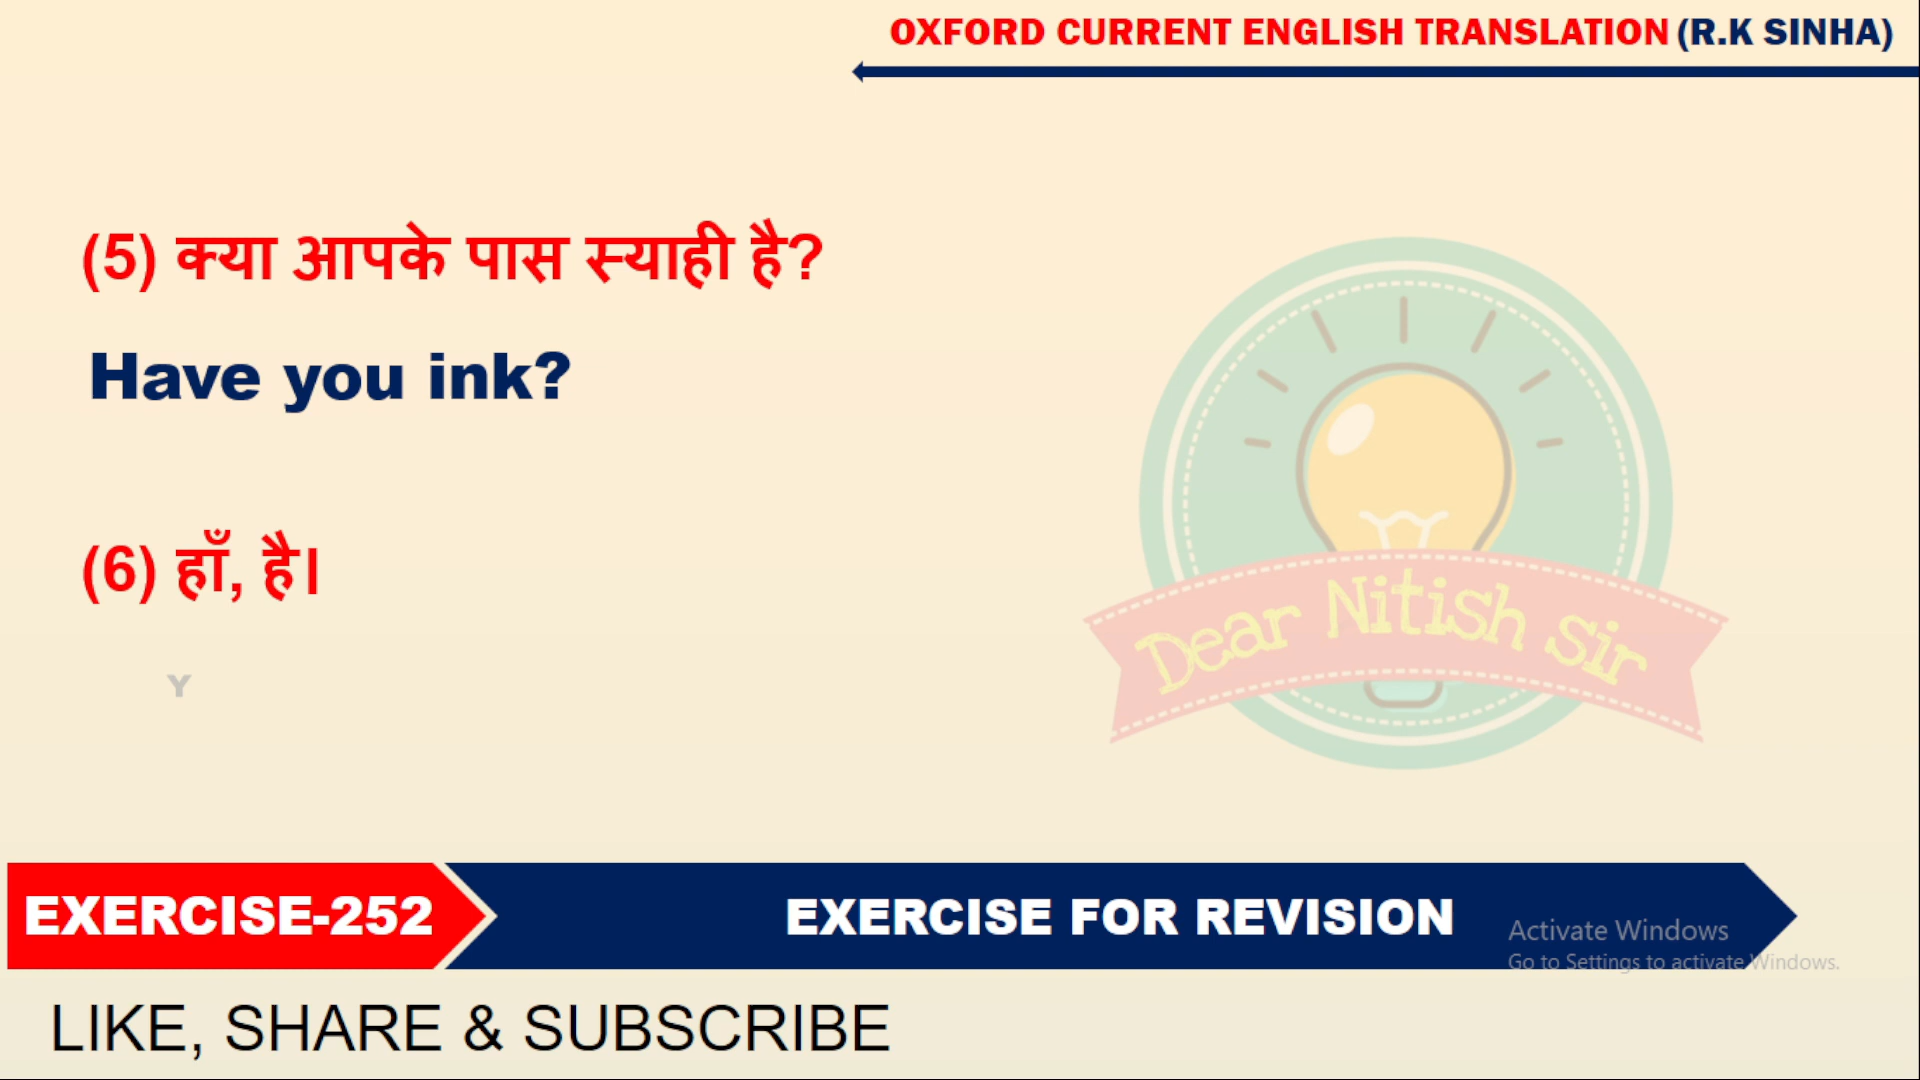 OXFORD CURRENT ENGLISH TRANSLATION (R.K SINHA)
(5) क्या आपके पास स्याही है?
Have you ink?
(6) हाँ, है।
Y
Dear Nitish Sir
EXERCISE-252
EXERCISE FOR REVISION
Activate Windows
Go to Settings to activate Windows.
LIKE, SHARE & SUBSCRIBE